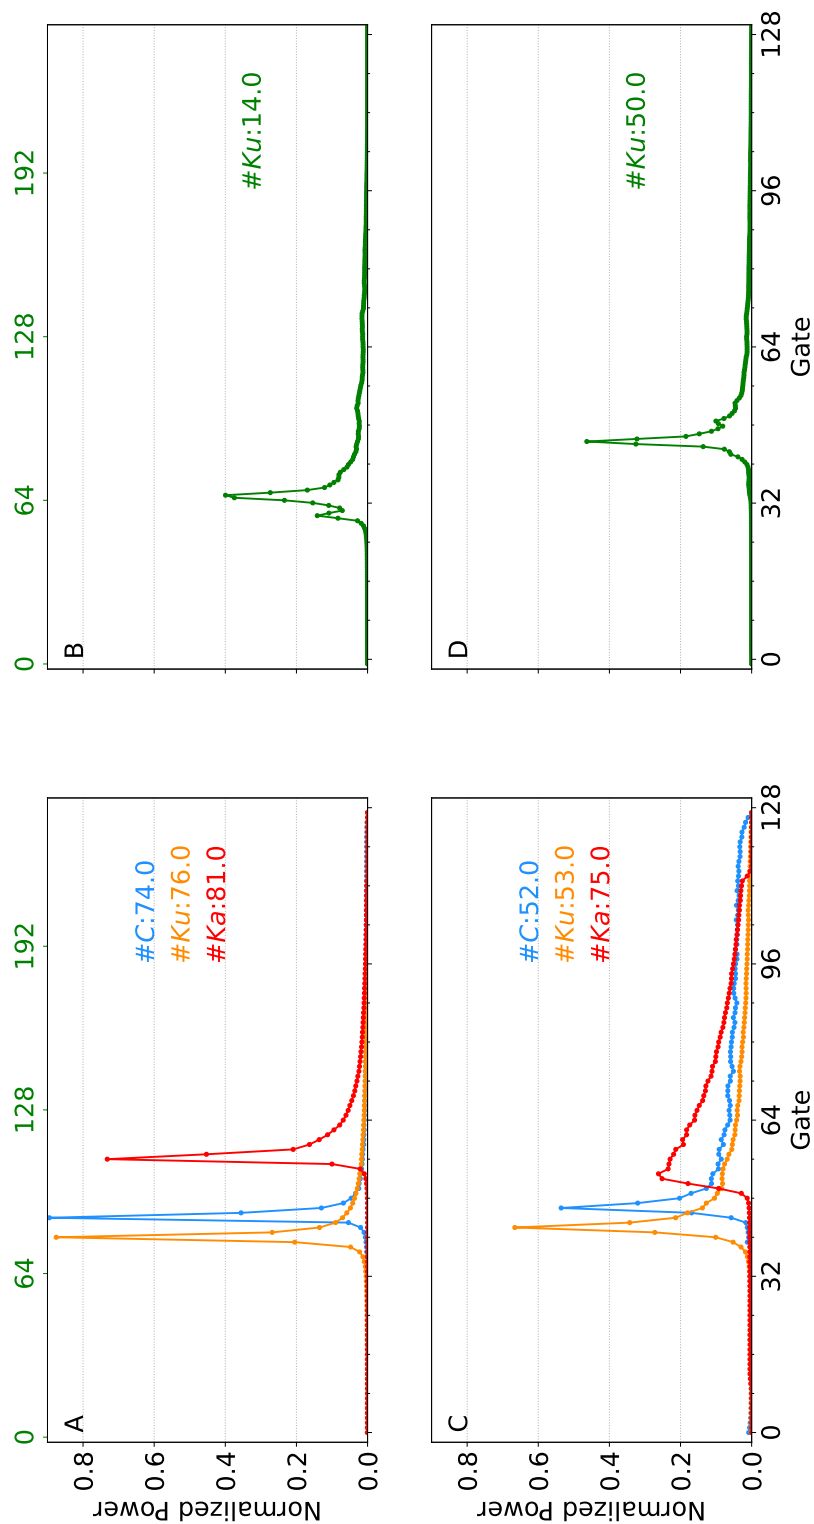 0 64 128 192
0 64 128 192
A
#C:74.0
#Ku:76.0
#Ka:81.0
0.8
0.6
0.4
0.2
0.0
Normalized Power
B
#Ku:14.0
C
#C:52.0
#Ku:53.0
#Ka:75.0
0.8
0.6
0.4
0.2
0.0
Normalized Power
0 32 64 96 128
Gate
D
#Ku:50.0
0 32 64 96 128
Gate